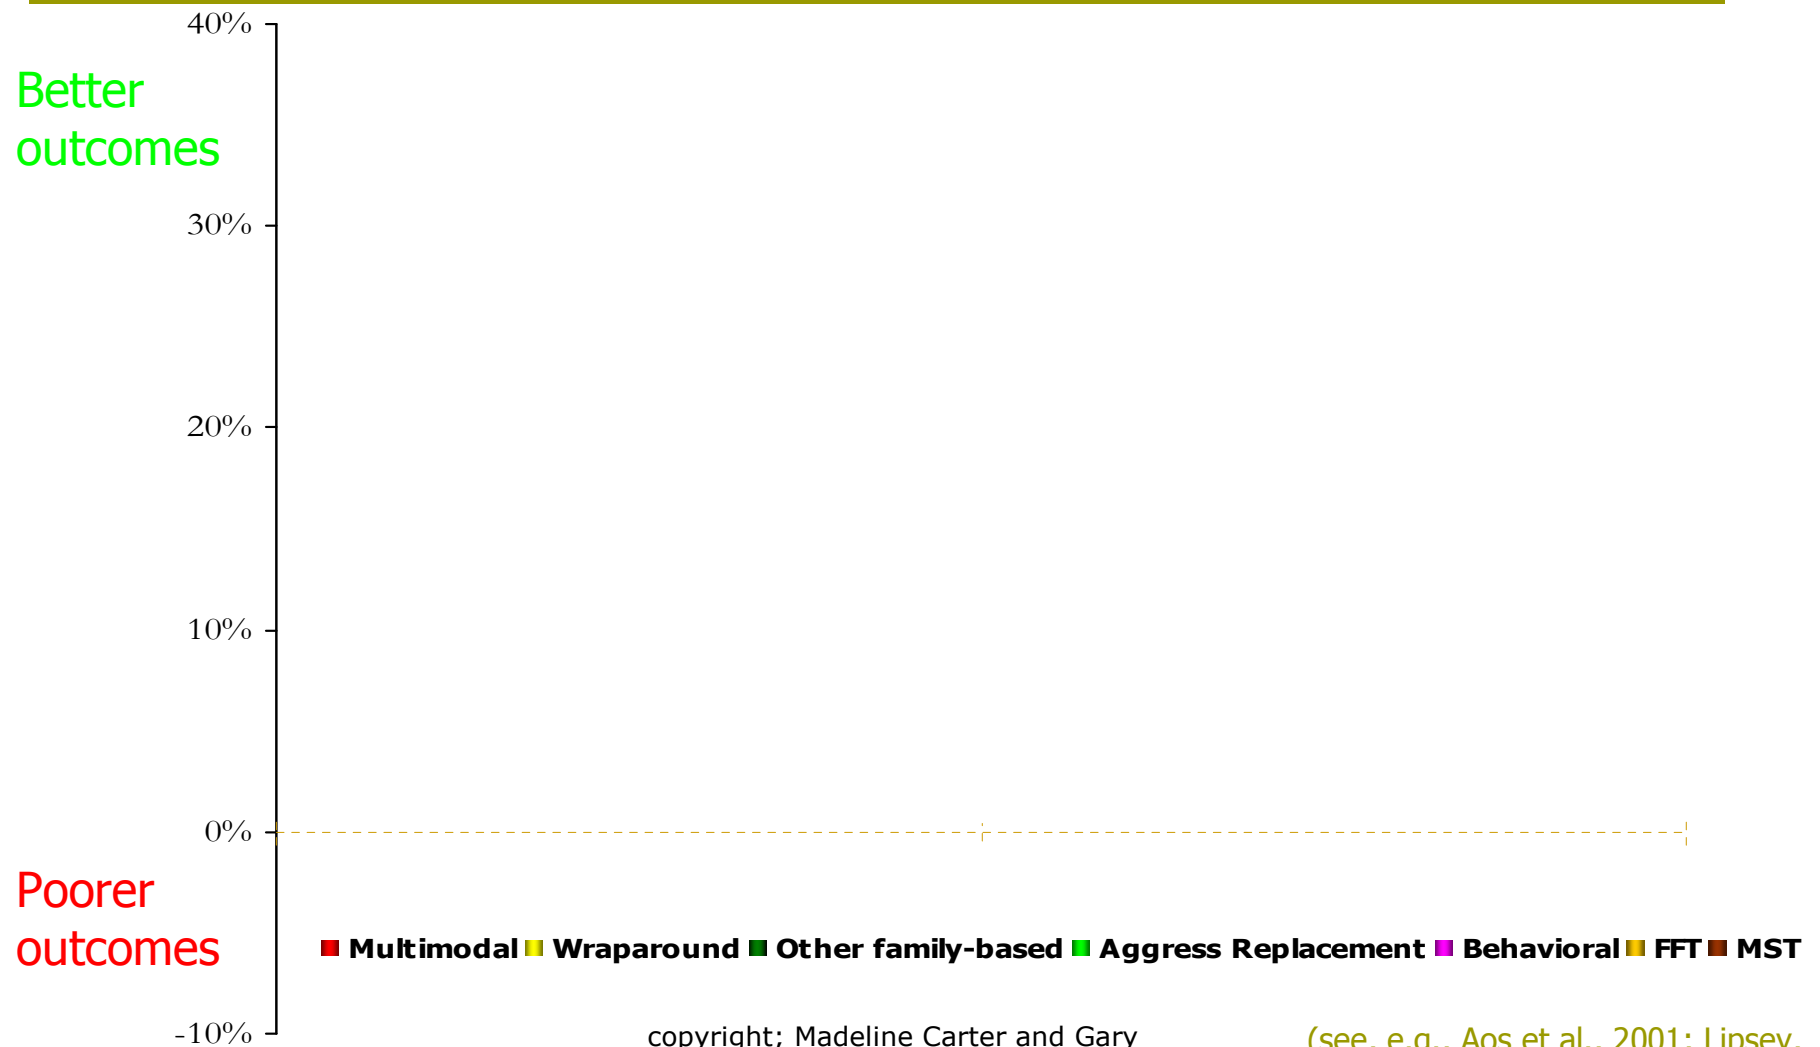 40%
Better
outcomes
30%
20%
10%
0%
Poorer
outcomes
Multimodal Wraparound Other family-based Aggress Replacement Behavioral FFT MST
-10%
copyright; Madeline Carter and Gary
(see, e.g., Aos et al., 2001; Lipsey,